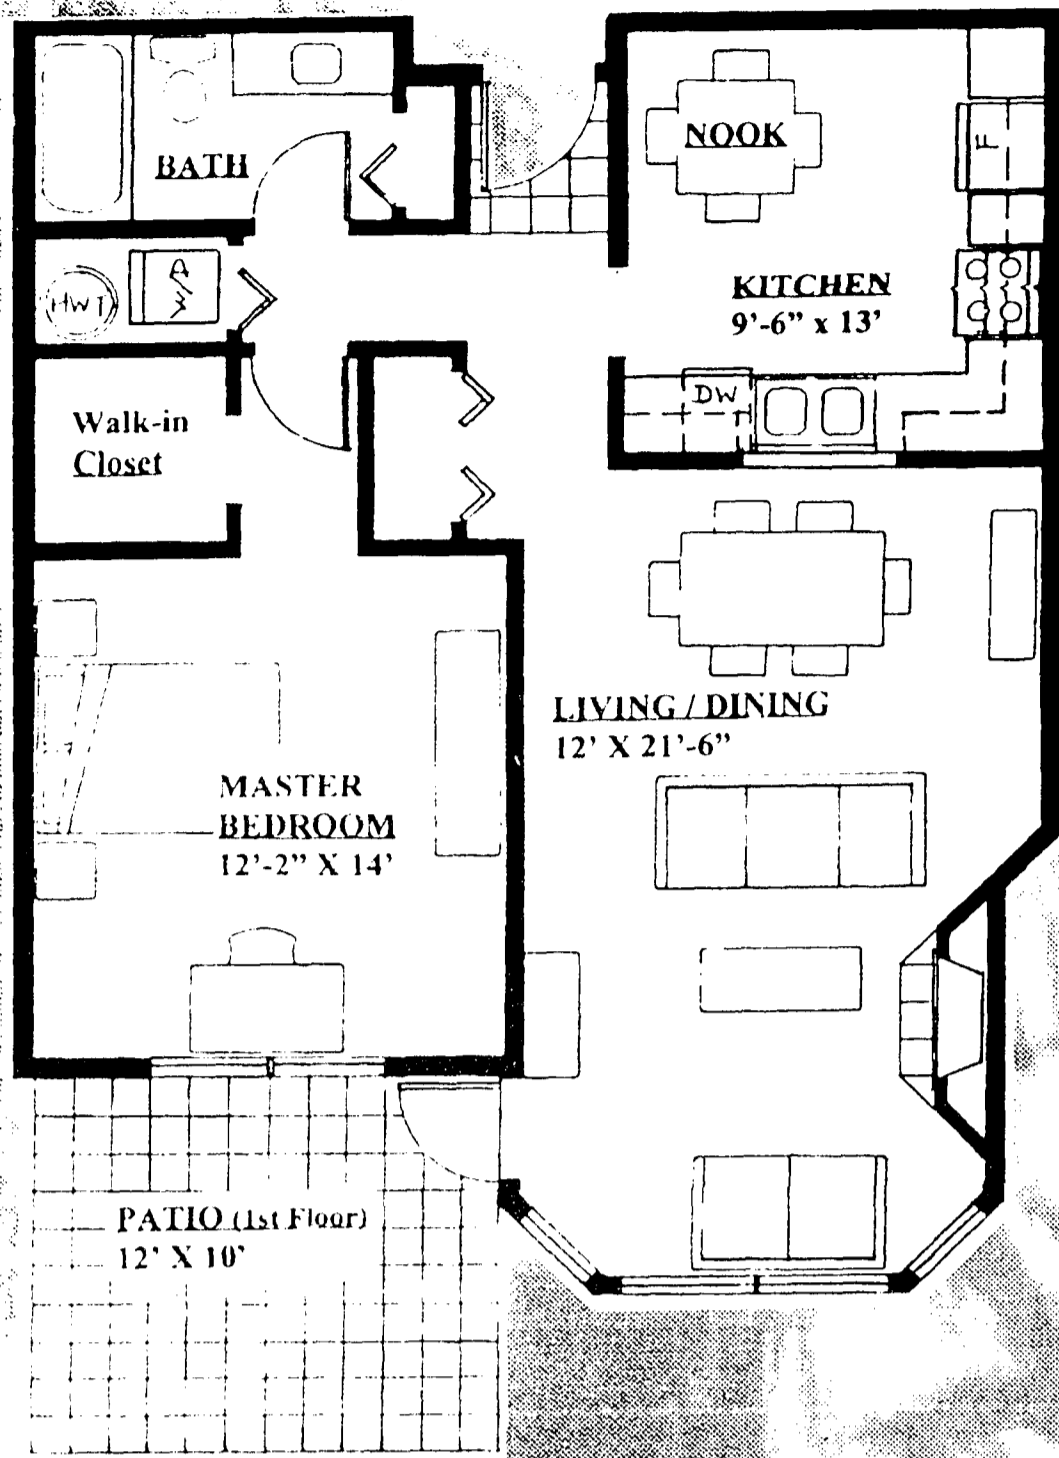 BATH
NOOK
F
HWT
W/D
KITCHEN
9'-6" x 13'
DW
Walk-in
Closet
LIVING / DINING
12' X 21'-6"
MASTER
BEDROOM
12'-2" X 14'
PATIO (1st Floor)
12' X 10'